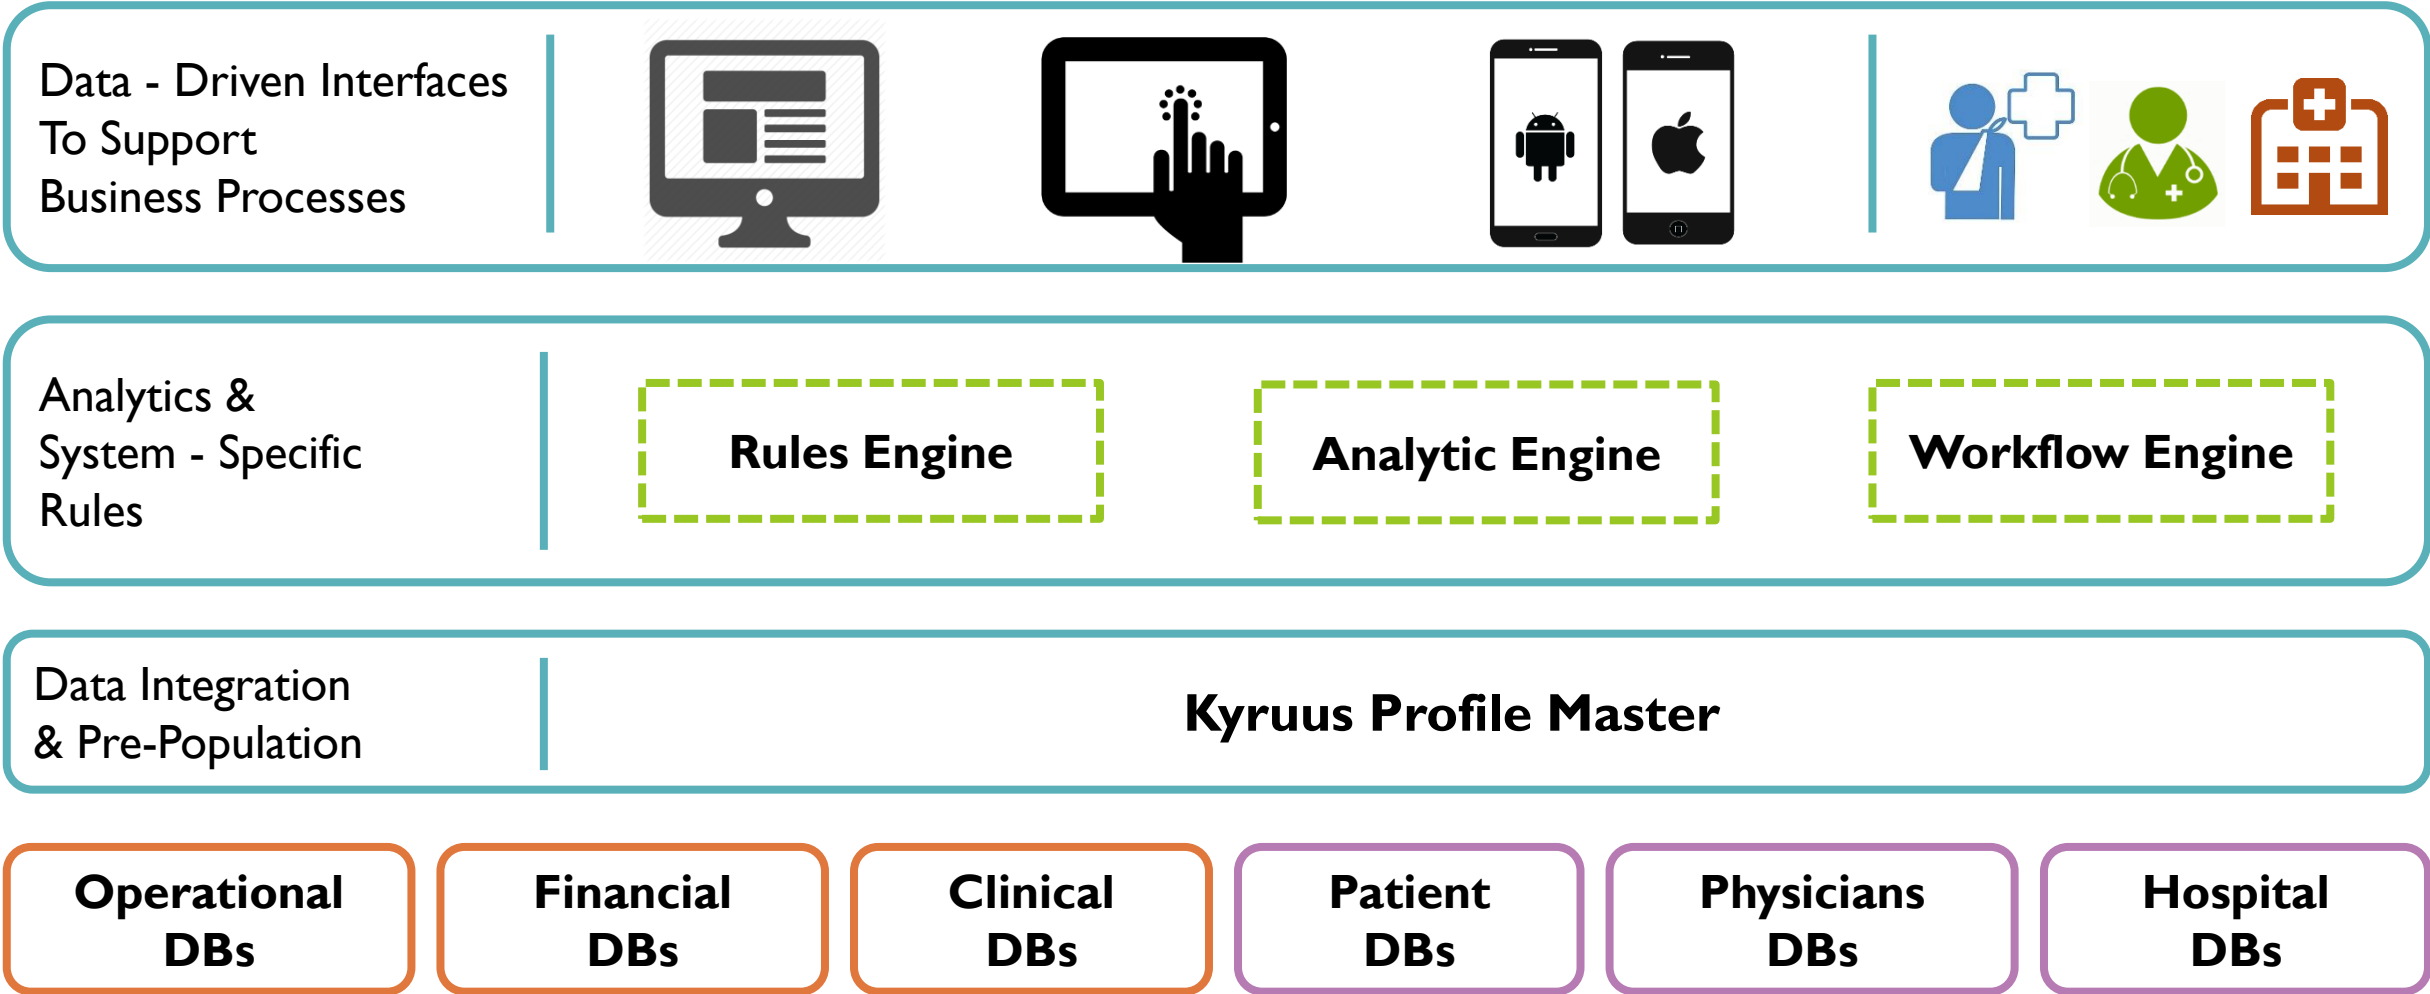 Data - Driven Interfaces
To Support
Business Processes
Analytics &
System - Specific
Rules
Rules Engine
Analytic Engine
Workflow Engine
Data Integration
& Pre-Population
Kyruus Profile Master
Operational
DBs
Financial
DBs
Clinical
DBs
Patient
DBs
Physicians
DBs
Hospital
DBs